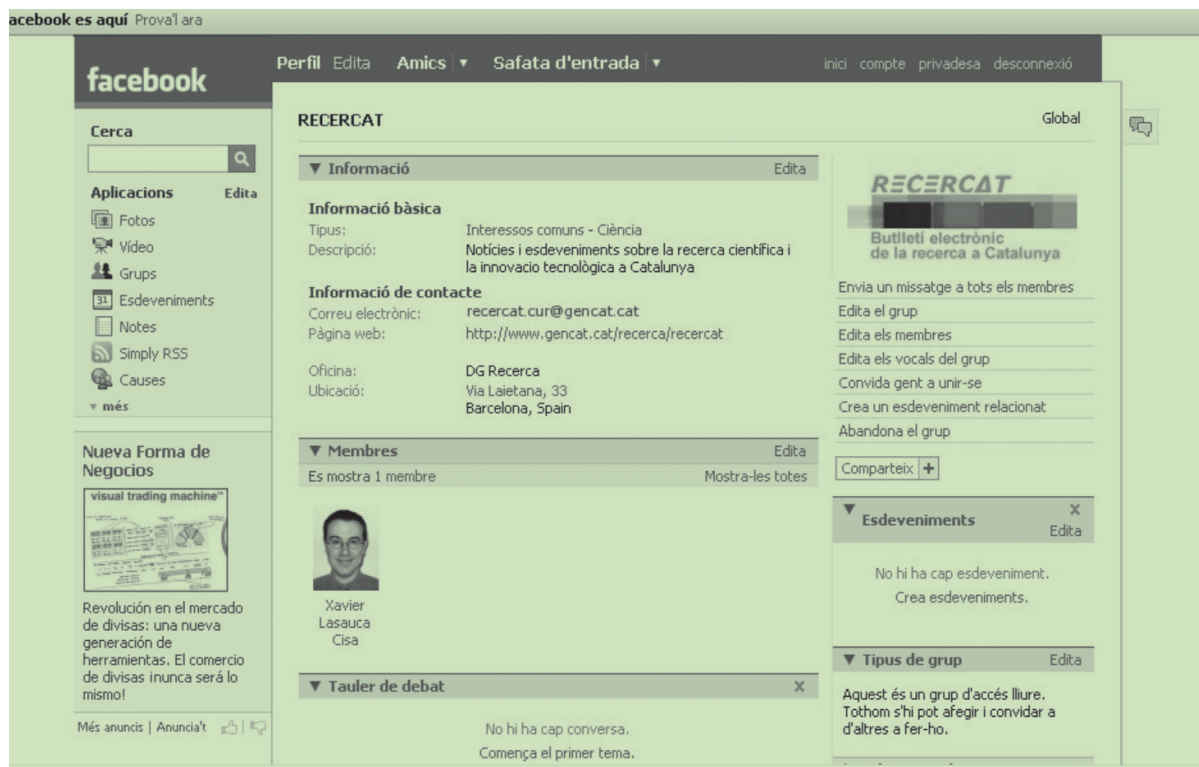 acebook es aquí Prova'l ara
facebook
Perfil Edita Amics Safata d'entrada
inici compte privadesa desconnexió
Cerca
Aplicacions Edita
Fotos
Vídeo
Grups
31 Esdeveniments
Notes
Simply RSS
Causes
més
Nueva Forma de
Negocios
visual trading machine™
Revolución en el mercado
de divisas: una nueva
generación de
herramientas. El comercio
de divisas ¡nunca será lo
mismo!
Més anuncis | Anuncia't
RECERCAT
Global
Informació Edita
Informació bàsica
Tipus: Interessos comuns - Ciència
Descripció: Notícies i esdeveniments sobre la recerca científica i
la innovacio tecnològica a Catalunya
Informació de contacte
Correu electrònic: recercat.cur@gencat.cat
Pàgina web: http://www.gencat.cat/recerca/recercat
Oficina: DG Recerca
Ubicació: Via Laietana, 33
Barcelona, Spain
Membres Edita
Es mostra 1 membre Mostra-les totes
Xavier
Lasauca
Cisa
Tauler de debat x
No hi ha cap conversa.
Comença el primer tema.
RECERCAT
Butlletí electrònic
de la recerca a Catalunya
Envia un missatge a tots els membres
Edita el grup
Edita els membres
Edita els vocals del grup
Convida gent a unir-se
Crea un esdeveniment relacionat
Abandona el grup
Comparteix +
Esdeveniments x
Edita
No hi ha cap esdeveniment.
Crea esdeveniments.
Tipus de grup Edita
Aquest és un grup d'accés lliure.
Tothom s'hi pot afegir i convidar a
d'altres a fer-ho.